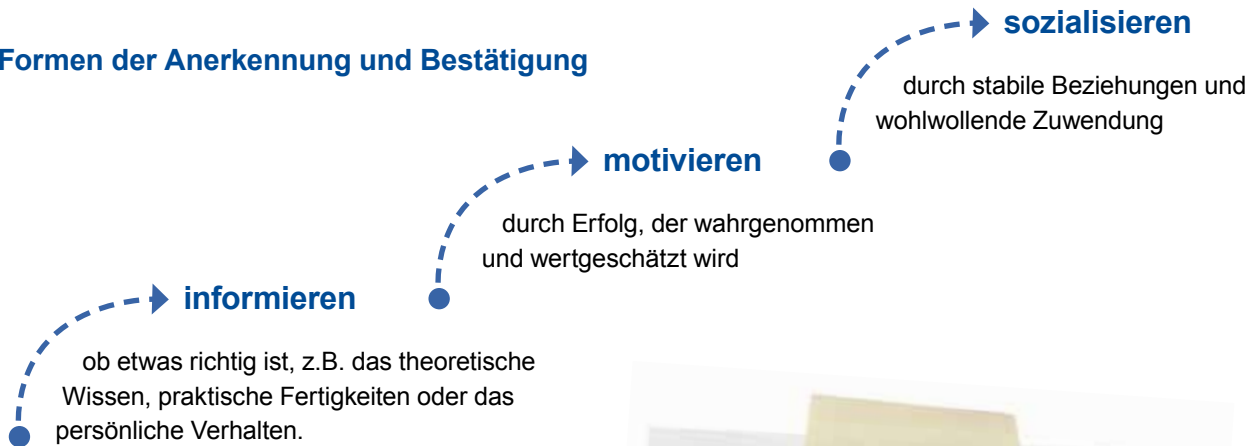 Formen der Anerkennung und Bestätigung
sozialisieren
durch stabile Beziehungen und
wohlwollende Zuwendung
motivieren
durch Erfolg, der wahrgenommen
und wertgeschätzt wird
informieren
ob etwas richtig ist, z.B. das theoretische
Wissen, praktische Fertigkeiten oder das
persönliche Verhalten.